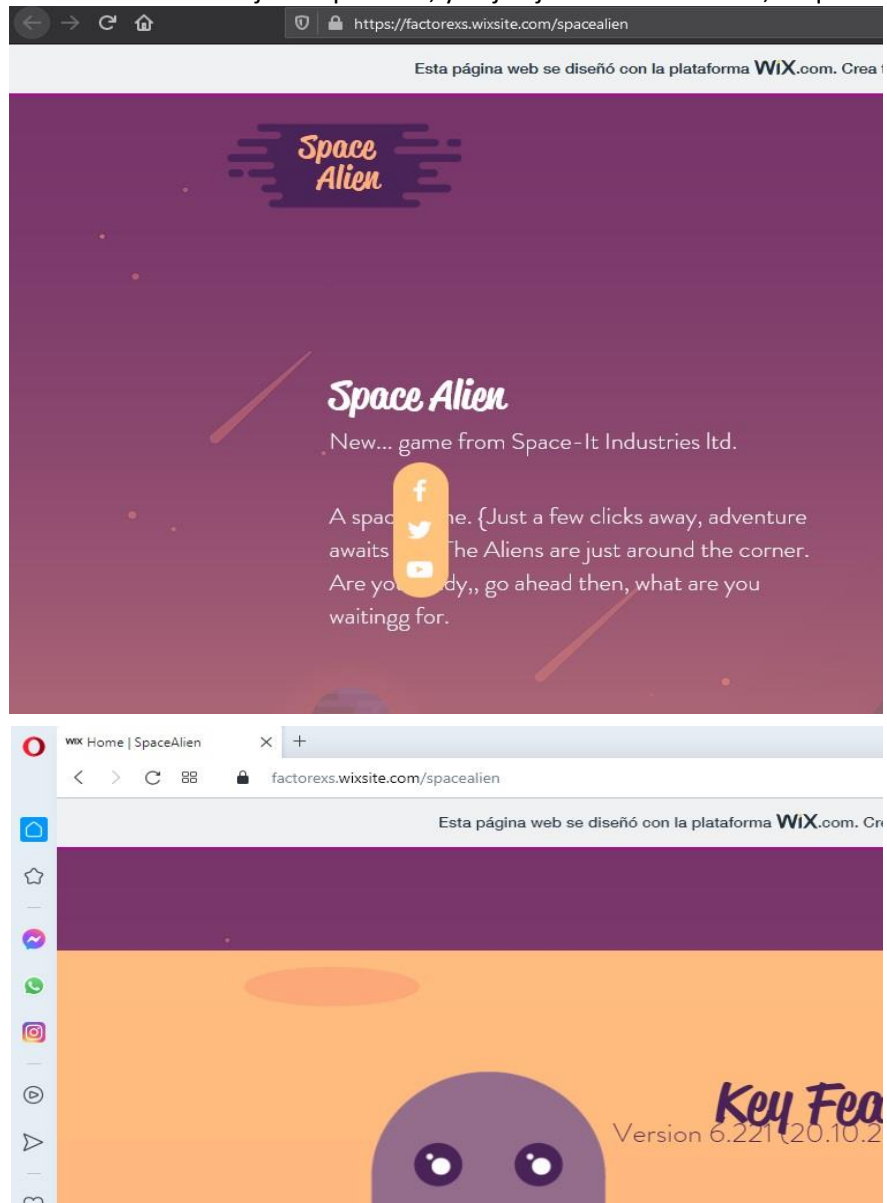 https://factorexs.wixsite.com/spacealien
Esta página web se diseñó con la plataforma WiX.com. Crea
Space
Alien
Space Alien
New... game from Space-It Industries ltd.
A spac ne. {Just a few clicks away, adventure
awaits The Aliens are just around the corner.
Are yo dy,, go ahead then, what are you
waitingg for.
WIX Home | SpaceAlien
factorexs.wixsite.com/spacealien
Esta página web se diseñó con la plataforma WiX.com. Cre
Key Fea
Version 6.221 (20.10.2